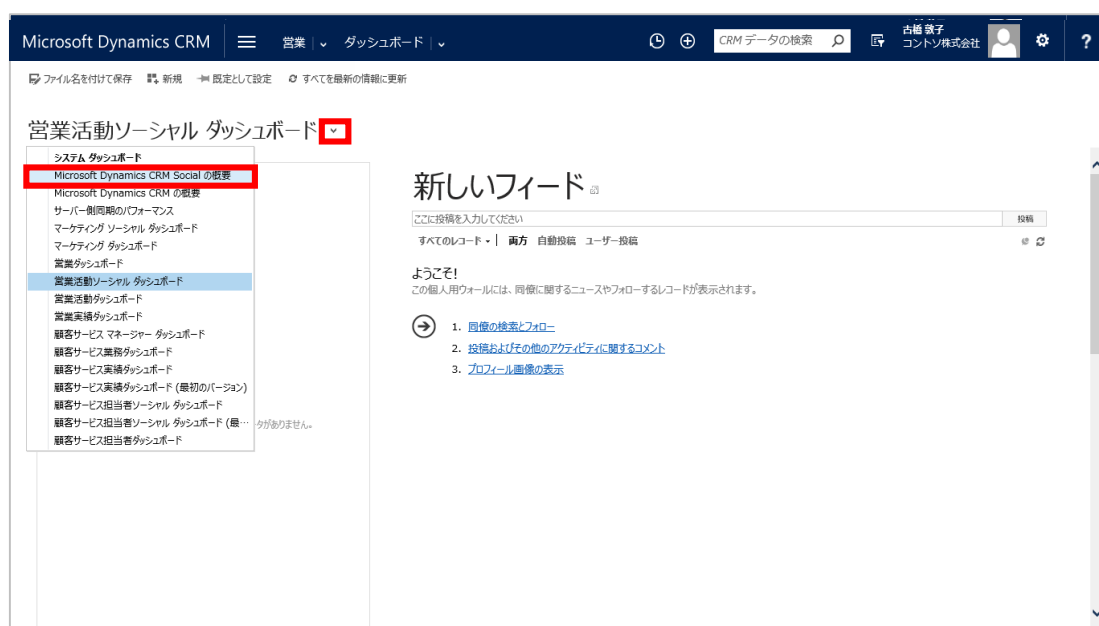 Microsoft Dynamics CRM 営業 ダッシュボード CRM データの検索 古橋 敦子
コントソ株式会社 ?
ファイル名を付けて保存 新規 既定として設定 すべてを最新の情報に更新
営業活動ソーシャル ダッシュボード
システム ダッシュボード
Microsoft Dynamics CRM Social の概要
Microsoft Dynamics CRM の概要
サーバー側同期のパフォーマンス
マーケティング ソーシャル ダッシュボード
マーケティング ダッシュボード
営業ダッシュボード
営業活動ソーシャル ダッシュボード
営業活動ダッシュボード
営業実績ダッシュボード
顧客サービス マネージャー ダッシュボード
顧客サービス業務ダッシュボード
顧客サービス実績ダッシュボード
顧客サービス実績ダッシュボード (最初のバージョン)
顧客サービス担当者ソーシャル ダッシュボード
顧客サービス担当者ソーシャル ダッシュボード (最…
顧客サービス担当者ダッシュボード
タがありません。
新しいフィード
ここに投稿を入力してください 投稿
すべてのレコード 両方 自動投稿 ユーザー投稿
ようこそ!
この個人用ウォールには、同僚に関するニュースやフォローするレコードが表示されます。
1. 同僚の検索とフォロー
2. 投稿およびその他のアクティビティに関するコメント
3. プロフィール画像の表示